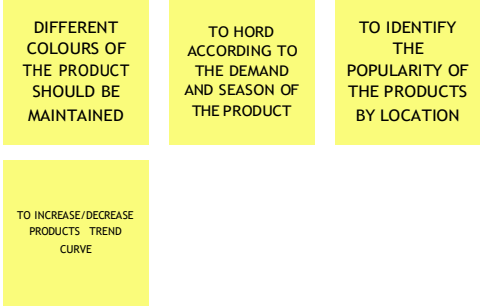 DIFFERENT
COLOURS OF
THE PRODUCT
SHOULD BE
MAINTAINED
TO HORD
ACCORDING TO
THE DEMAND
AND SEASON OF
THE PRODUCT
TO IDENTIFY
THE
POPULARITY OF
THE PRODUCTS
BY LOCATION
TO INCREASE/DECREASE
PRODUCTS TREND
CURVE